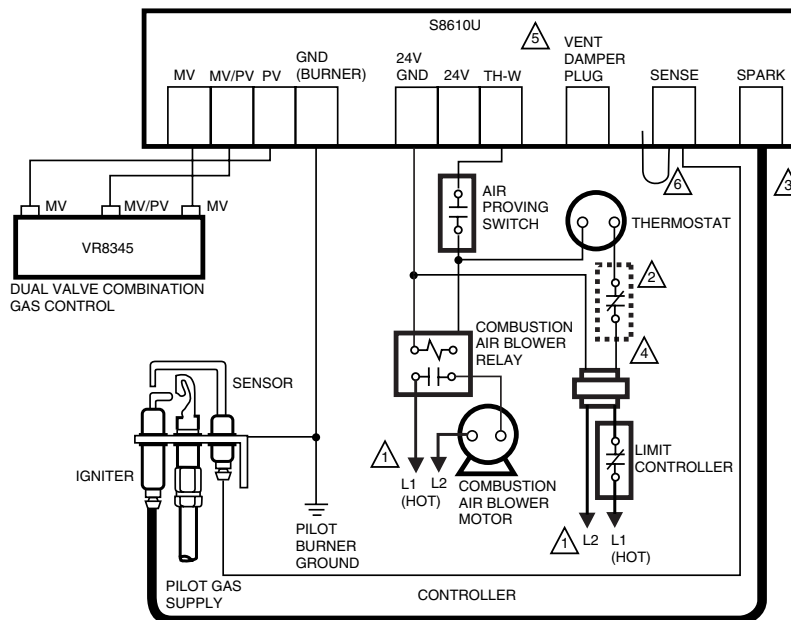 S8610U
5
MV
MV/PV
PV
GND
(BURNER)
24V
GND
24V
TH-W
VENT
DAMPER
PLUG
SENSE
SPARK
6
3
AIR
PROVING
SWITCH
THERMOSTAT
MV
MV/PV
MV
VR8345
DUAL VALVE COMBINATION
GAS CONTROL
2
4
COMBUSTION
AIR BLOWER
RELAY
SENSOR
IGNITER
1
L1
(HOT)
L2
COMBUSTION
AIR BLOWER
MOTOR
LIMIT
CONTROLLER
1
L2
L1
(HOT)
PILOT
BURNER
GROUND
PILOT GAS
SUPPLY
CONTROLLER